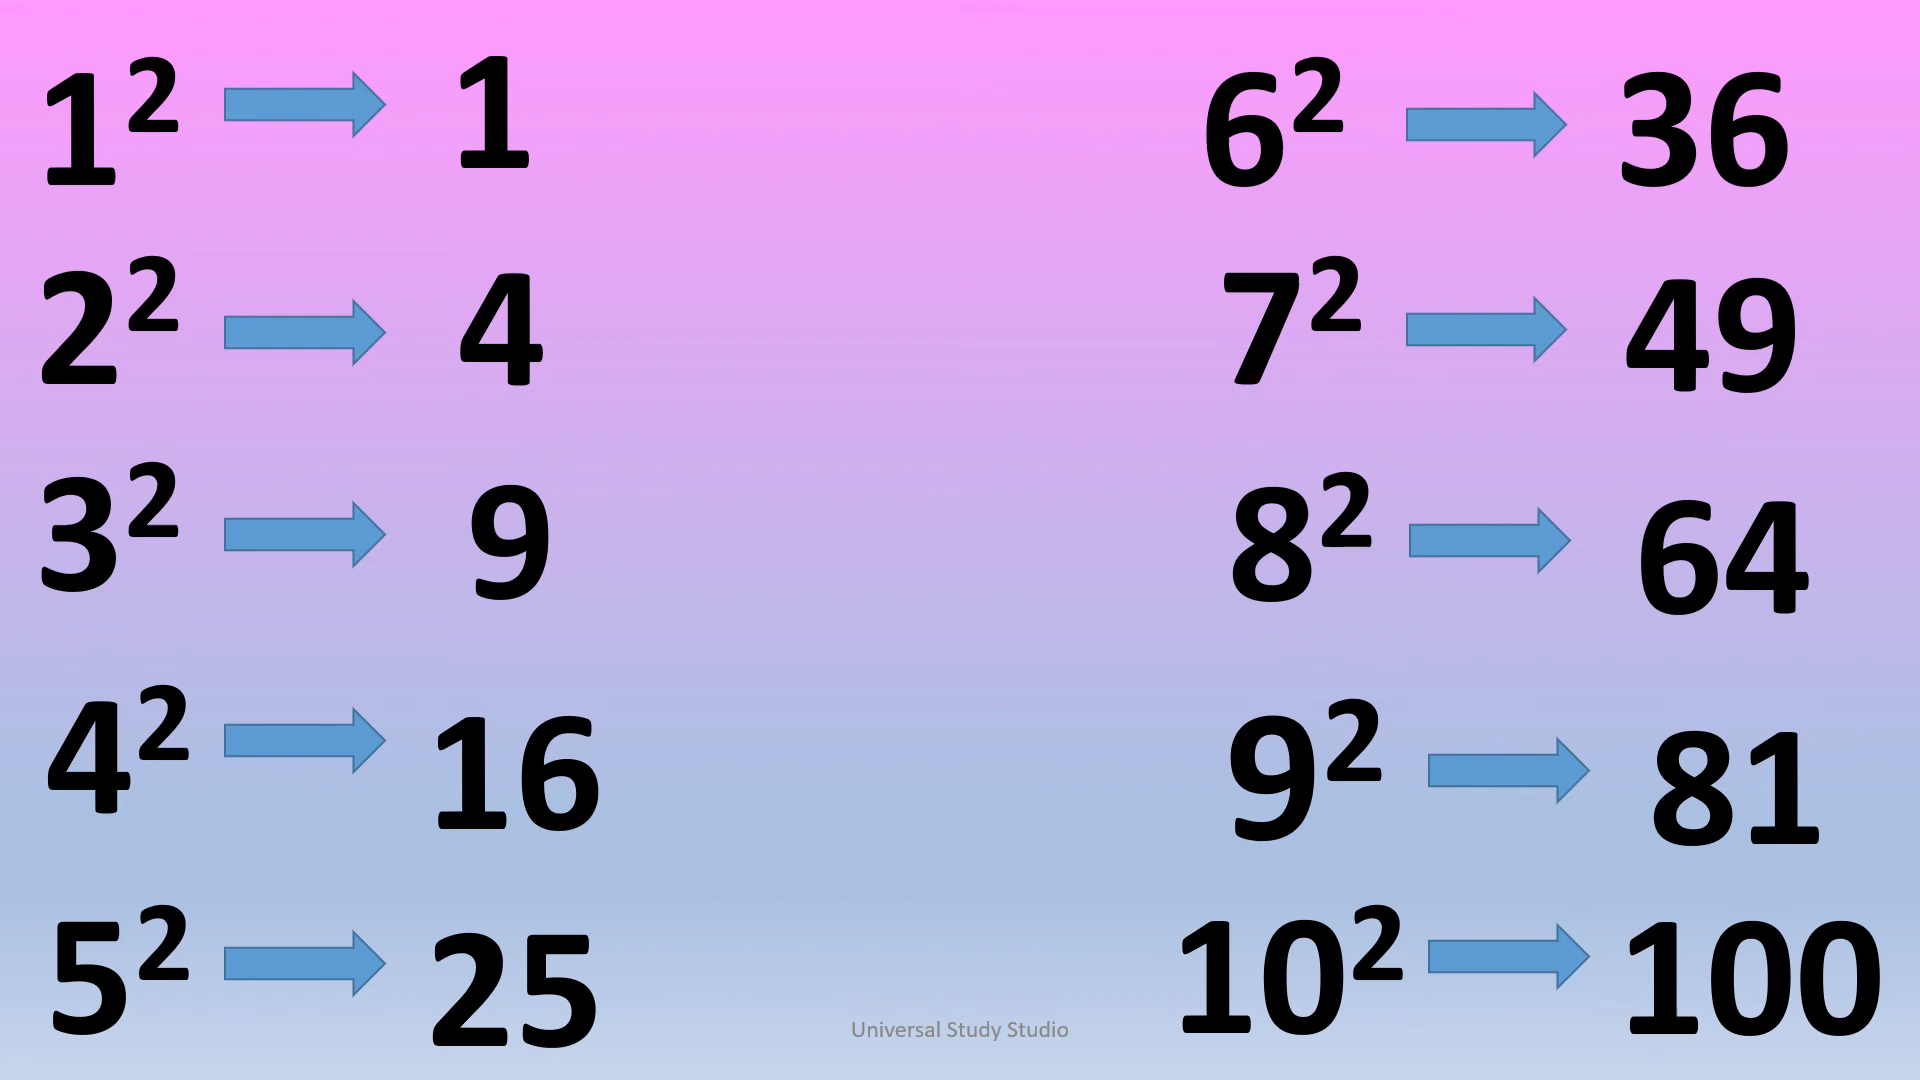 1² → 1
2² → 4
3² → 9
4² → 16
5² → 25
6² → 36
7² → 49
8² → 64
9² → 81
10² → 100
Universal Study Studio